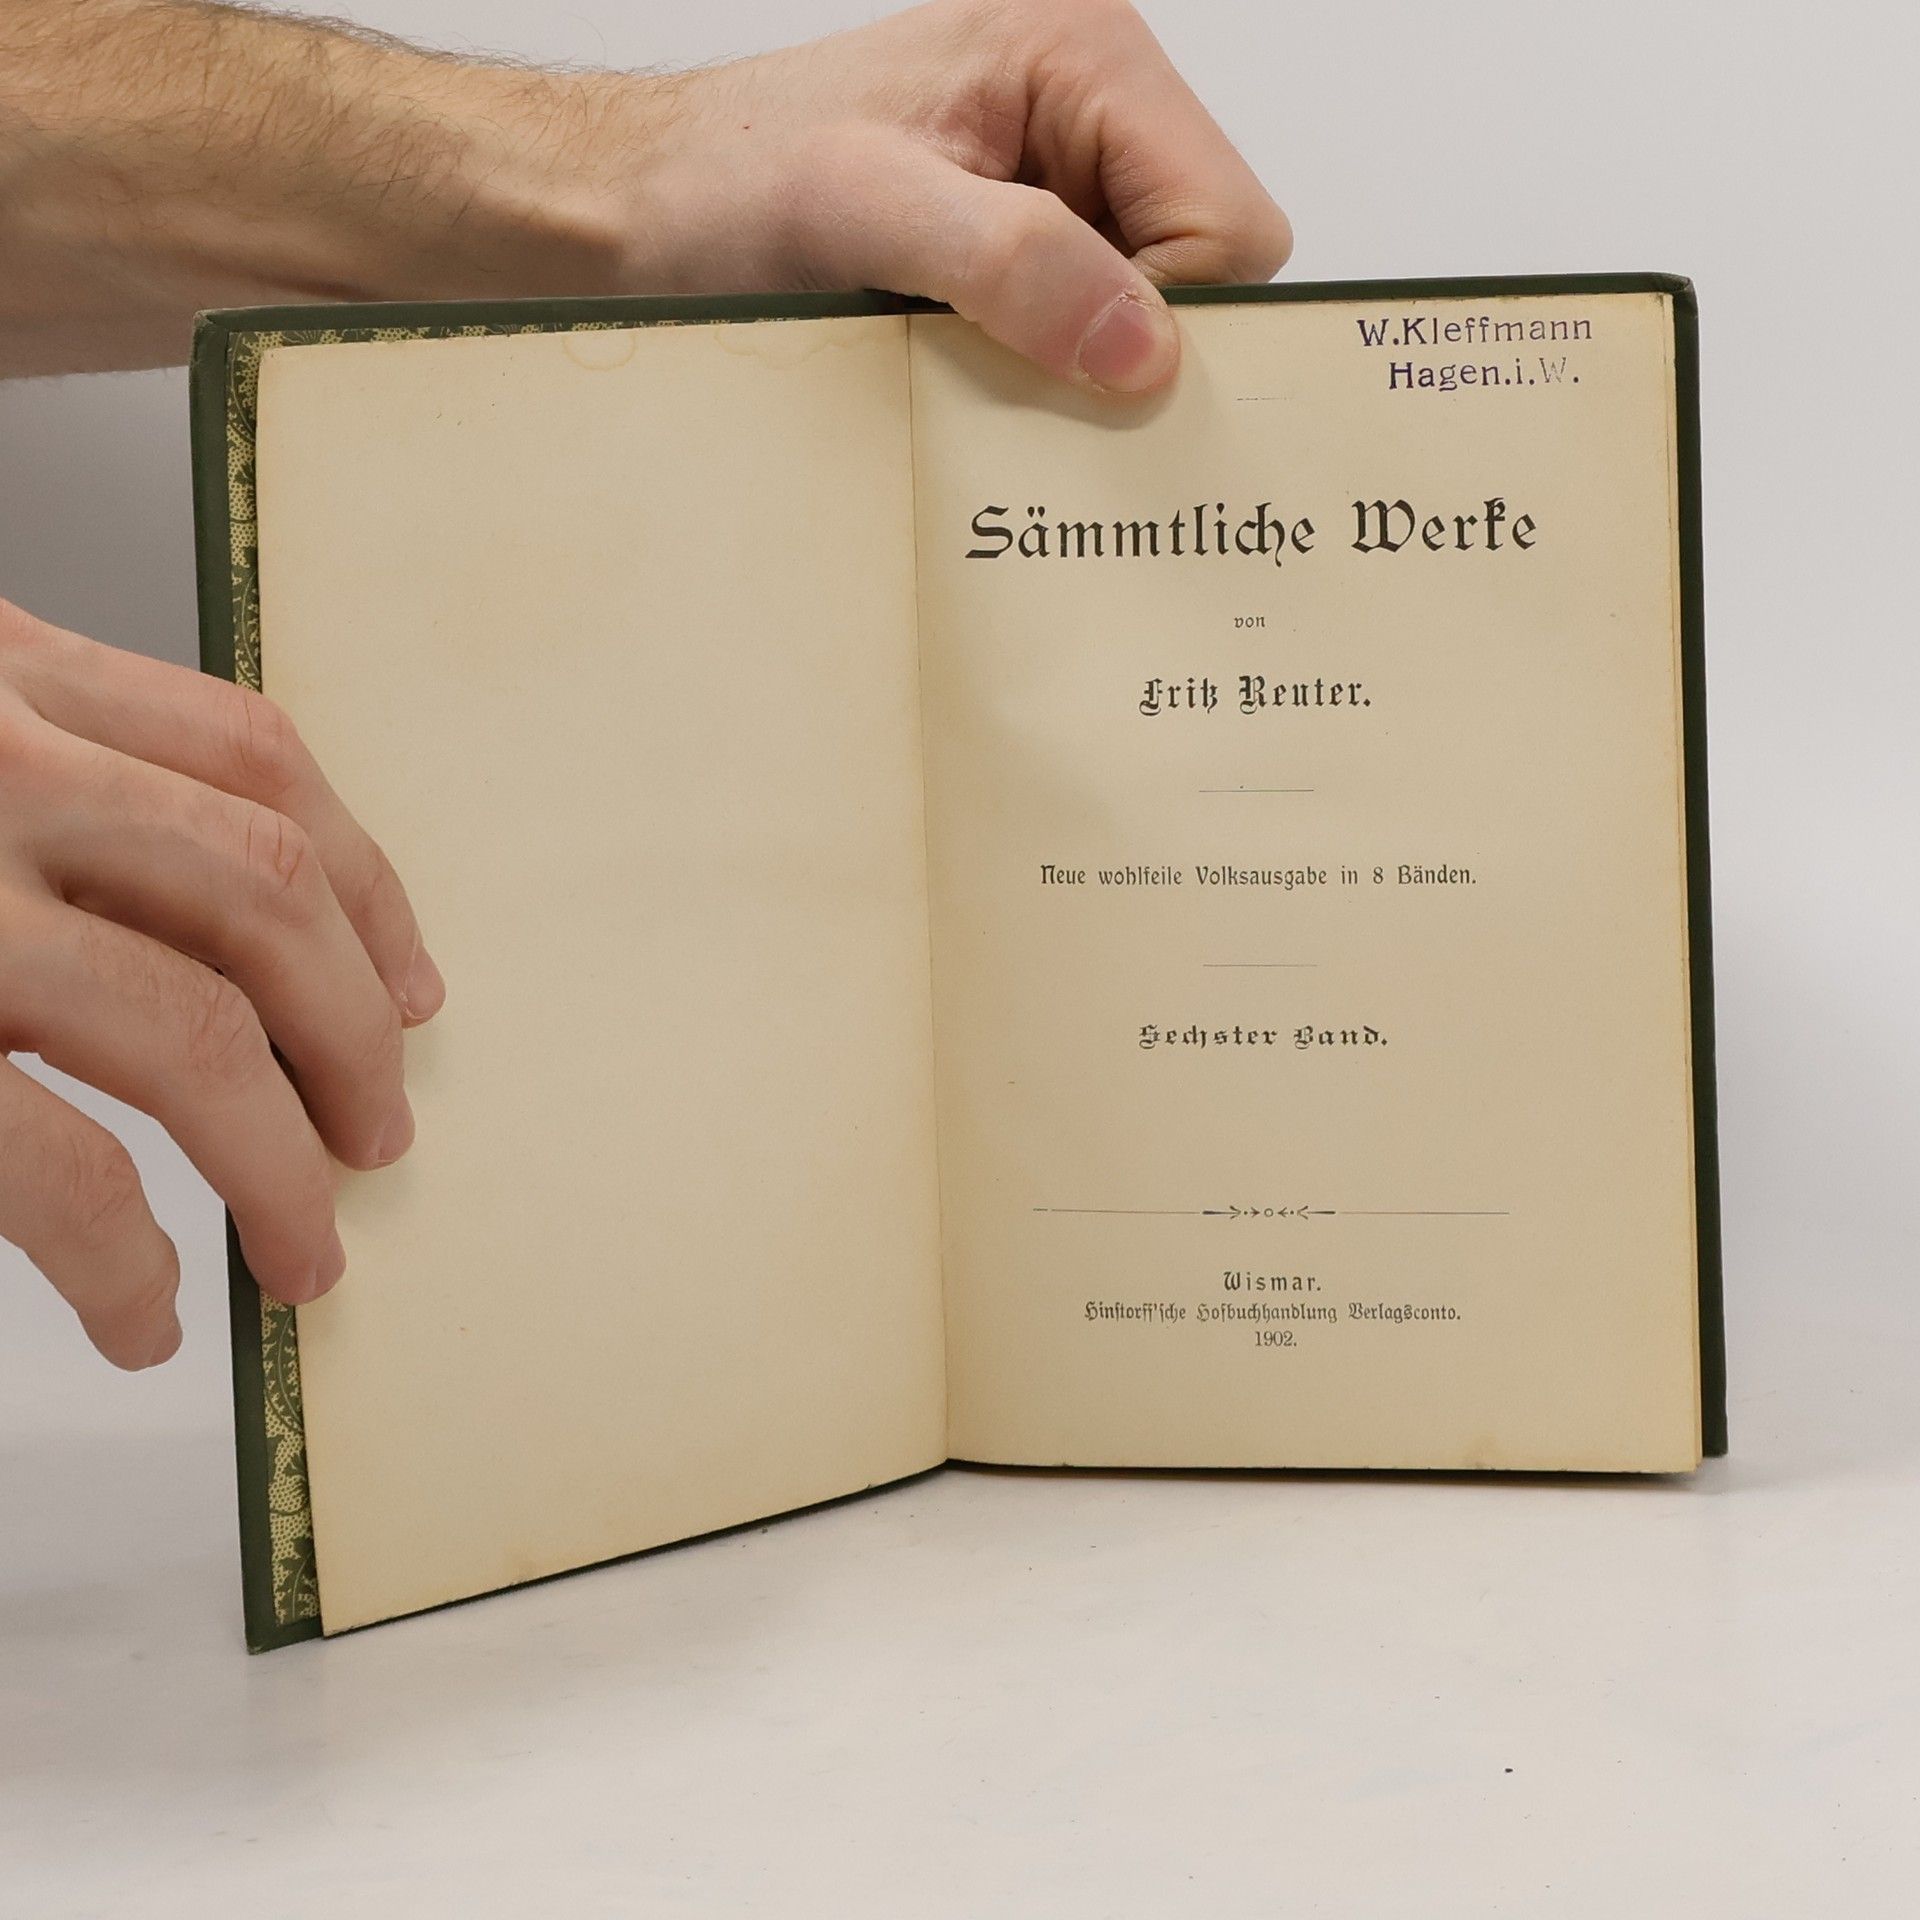 W.Kleffmann
Hagen.i.W.
Sämmtliche Werke
von
Fritz Reuter.
Neue wohlfeile Volksausgabe in 8 Bänden.
Sechster Band.
Wismar.
Hinstorff'sche Hofbuchhandlung Verlagsconto.
1902.